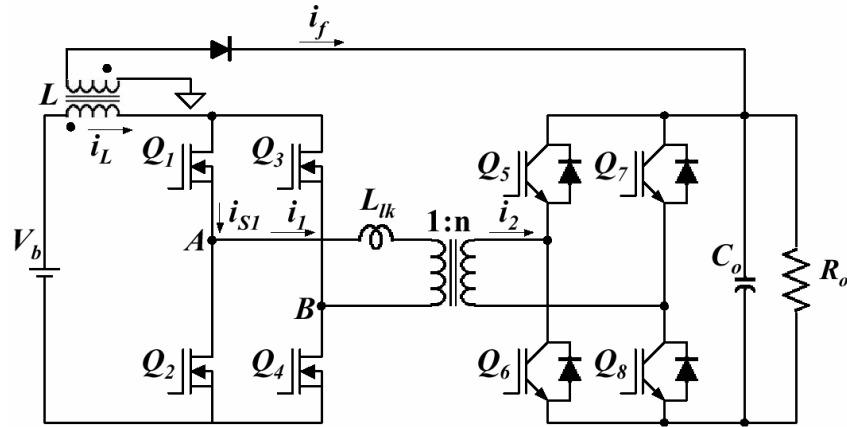 i_f
L
i_L
Q_1
Q_3
Q_5
Q_7
L_lk
i_S1
i_1
1:n
i_2
A
V_b
C_o
R_o
B
Q_2
Q_4
Q_6
Q_8